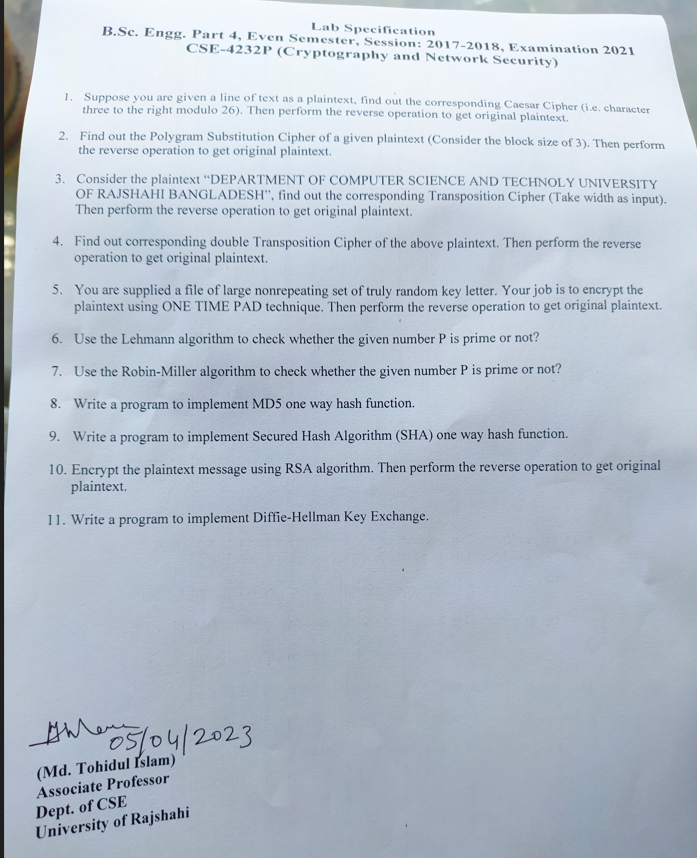 Lab Specification
B.Sc. Engg. Part 4, Even Semester, Session: 2017-2018, Examination 2021
CSE-4232P (Cryptography and Network Security)
1. Suppose you are given a line of text as a plaintext, find out the corresponding Caesar Cipher (i.e. character
three to the right modulo 26). Then perform the reverse operation to get original plaintext.
2. Find out the Polygram Substitution Cipher of a given plaintext (Consider the block size of 3). Then perform
the reverse operation to get original plaintext.
3. Consider the plaintext “DEPARTMENT OF COMPUTER SCIENCE AND TECHNOLY UNIVERSITY
OF RAJSHAHI BANGLADESH”, find out the corresponding Transposition Cipher (Take width as input).
Then perform the reverse operation to get original plaintext.
4. Find out corresponding double Transposition Cipher of the above plaintext. Then perform the reverse
operation to get original plaintext.
5. You are supplied a file of large nonrepeating set of truly random key letter. Your job is to encrypt the
plaintext using ONE TIME PAD technique. Then perform the reverse operation to get original plaintext.
6. Use the Lehmann algorithm to check whether the given number P is prime or not?
7. Use the Robin-Miller algorithm to check whether the given number P is prime or not?
8. Write a program to implement MD5 one way hash function.
9. Write a program to implement Secured Hash Algorithm (SHA) one way hash function.
10. Encrypt the plaintext message using RSA algorithm. Then perform the reverse operation to get original
plaintext.
11. Write a program to implement Diffie-Hellman Key Exchange.
05/04/2023
(Md. Tohidul Islam)
Associate Professor
Dept. of CSE
University of Rajshahi